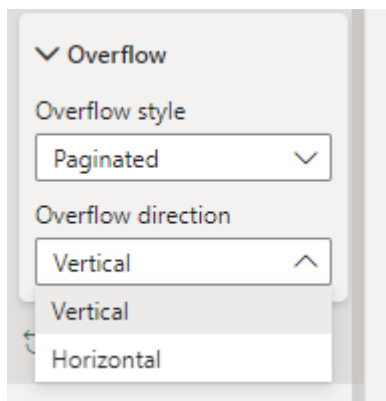 Overflow
Overflow style
Paginated
Overflow direction
Vertical
Vertical
Horizontal